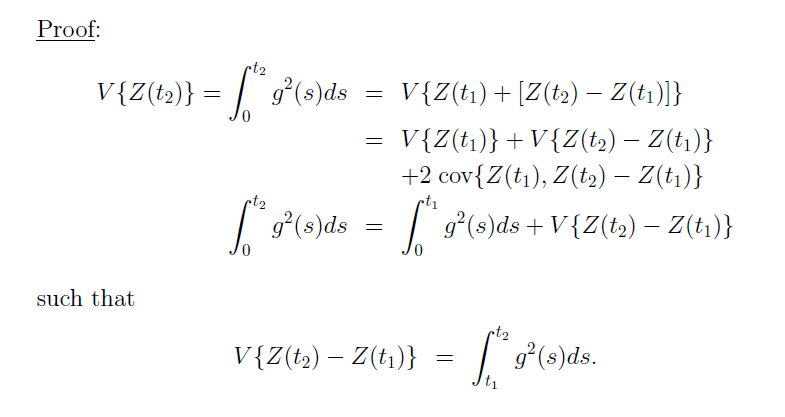 Proof:
V{Z(t₂)} = ∫₀^{t₂} g²(s)ds = V{Z(t₁) + [Z(t₂) − Z(t₁)]}
= V{Z(t₁)} + V{Z(t₂) − Z(t₁)}
+2 cov{Z(t₁), Z(t₂) − Z(t₁)}
∫₀^{t₂} g²(s)ds = ∫₀^{t₁} g²(s)ds + V{Z(t₂) − Z(t₁)}
such that
V{Z(t₂) − Z(t₁)} = ∫_{t₁}^{t₂} g²(s)ds.